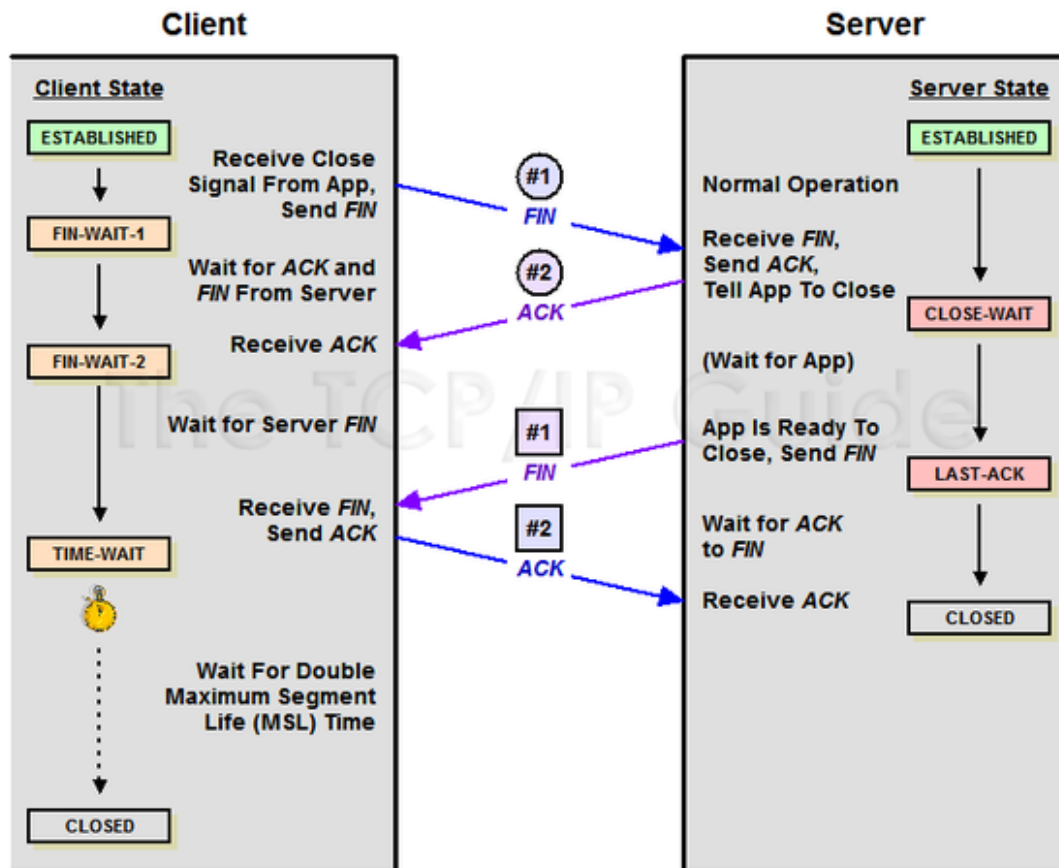 Client
Server
Client State
Server State
ESTABLISHED
ESTABLISHED
Receive Close
Signal From App,
Send FIN
#1
FIN
Normal Operation
FIN-WAIT-1
Receive FIN,
Send ACK,
Tell App To Close
Wait for ACK and
FIN From Server
#2
ACK
CLOSE-WAIT
Receive ACK
FIN-WAIT-2
(Wait for App)
The TCP/IP Guide
Wait for Server FIN
#1
FIN
App Is Ready To
Close, Send FIN
LAST-ACK
Receive FIN,
Send ACK
#2
ACK
Wait for ACK
to FIN
TIME-WAIT
Receive ACK
CLOSED
Wait For Double
Maximum Segment
Life (MSL) Time
CLOSED